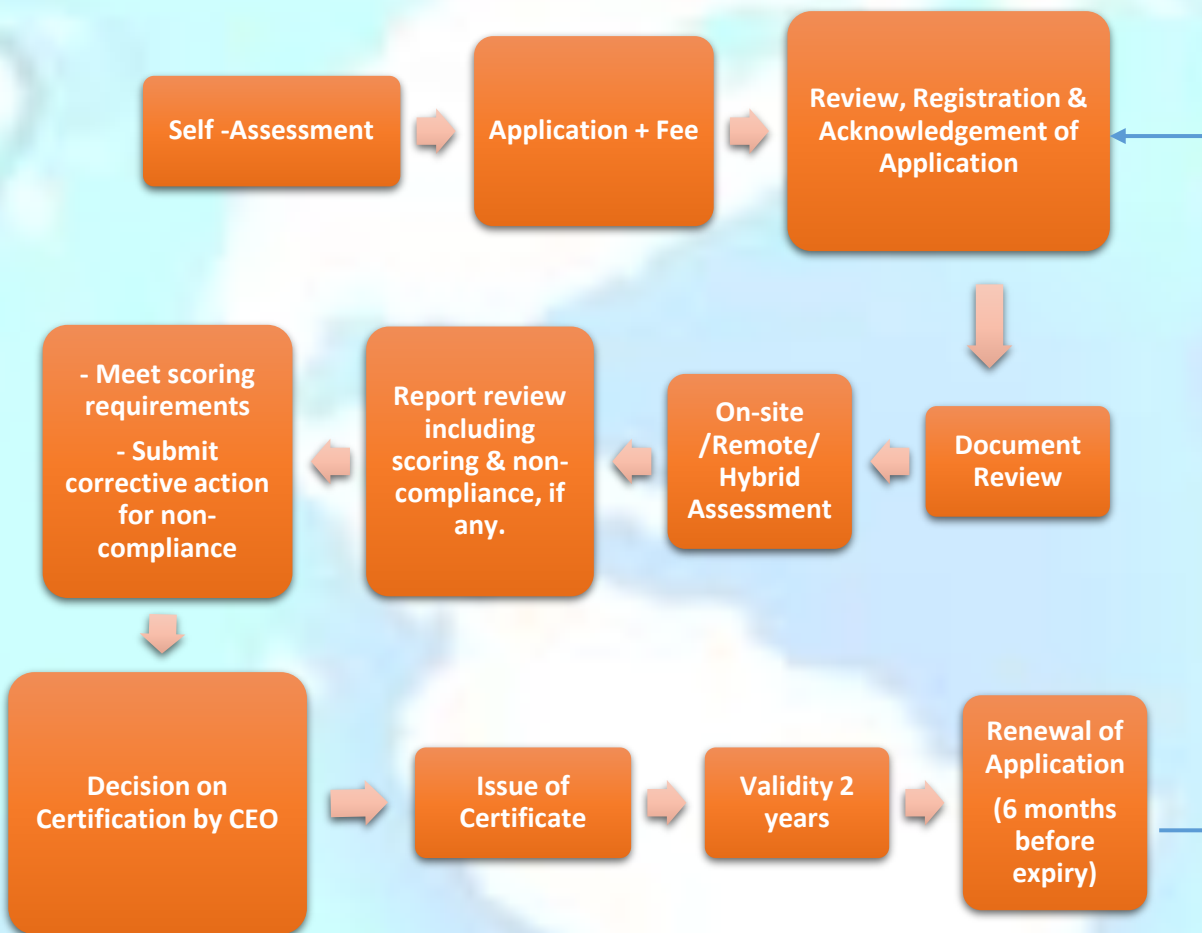 Self -Assessment
Application + Fee
Review, Registration &
Acknowledgement of
Application
Document
Review
On-site
/Remote/
Hybrid
Assessment
Report review
including
scoring & non-
compliance, if
any.
- Meet scoring
requirements
- Submit
corrective action
for non-
compliance
Decision on
Certification by CEO
Issue of
Certificate
Validity 2
years
Renewal of
Application
(6 months
before
expiry)